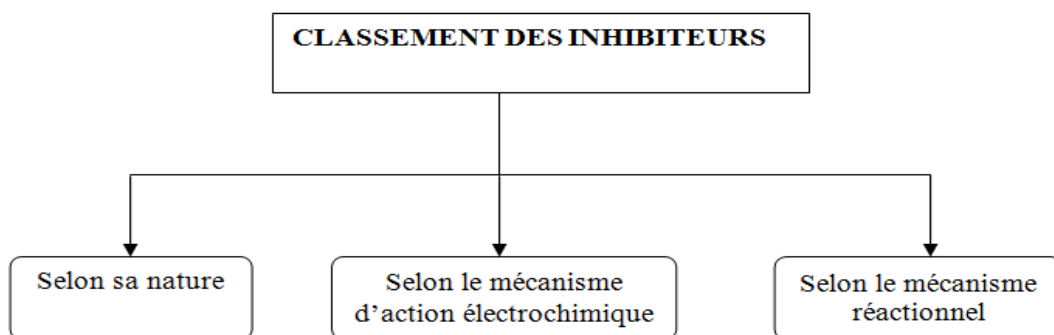 CLASSEMENT DES INHIBITEURS
Selon sa nature
Selon le mécanisme
d’action électrochimique
Selon le mécanisme
réactionnel